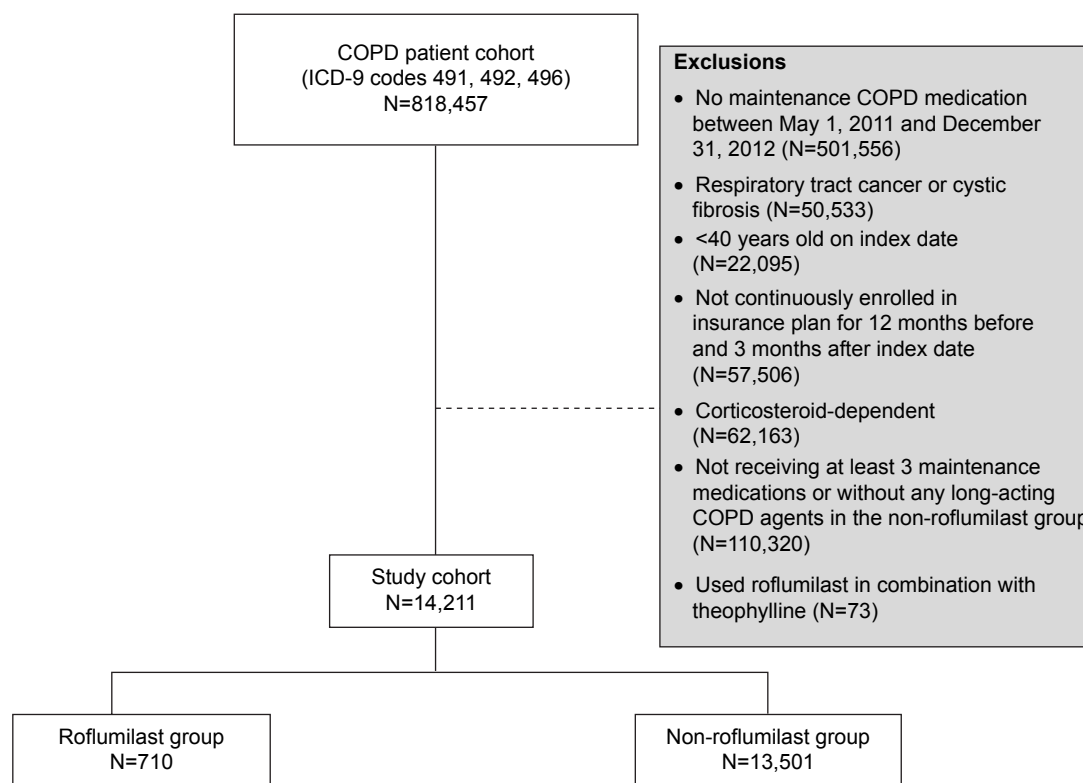 COPD patient cohort
(ICD-9 codes 491, 492, 496)
N=818,457
Exclusions
• No maintenance COPD medication
between May 1, 2011 and December
31, 2012 (N=501,556)
• Respiratory tract cancer or cystic
fibrosis (N=50,533)
• <40 years old on index date
(N=22,095)
• Not continuously enrolled in
insurance plan for 12 months before
and 3 months after index date
(N=57,506)
• Corticosteroid-dependent
(N=62,163)
• Not receiving at least 3 maintenance
medications or without any long-acting
COPD agents in the non-roflumilast group
(N=110,320)
• Used roflumilast in combination with
theophylline (N=73)
Study cohort
N=14,211
Roflumilast group
N=710
Non-roflumilast group
N=13,501